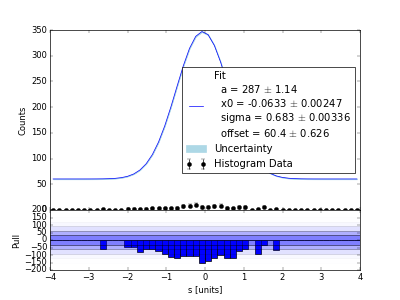 350
300
250
200
150
100
50
0
Counts
Fit
a = 287 ± 1.14
x0 = -0.0633 ± 0.00247
sigma = 0.683 ± 0.00336
offset = 60.4 ± 0.626
Uncertainty
Histogram Data
200
150
100
50
0
−50
−100
−150
−200
Pull
−4 −3 −2 −1 0 1 2 3 4
s [units]